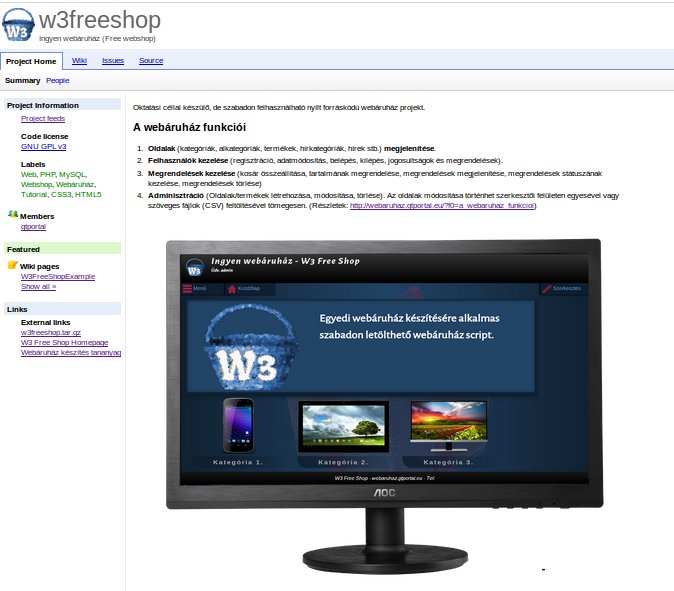 w3freeshop
Ingyen webáruház (Free webshop)
Project Home Wiki Issues Source
Summary People
Project Information
Project feeds
Code license
GNU GPL v3
Labels
Web, PHP, MySQL,
Webshop, Webáruház,
Tutorial, CSS3, HTML5
Members
gtportal
Featured
Wiki pages
W3FreeShopExample
Show all »
Links
External links
w3freeshop.tar.gz
W3 Free Shop Homepage
Webáruház készítés tananyag
Oktatási céllal készülő, de szabadon felhasználható nyílt forráskódú webáruház projekt.
A webáruház funkciói
1. Oldalak (kategóriák, alkategóriák, termékek, hírkategóriák, hírek stb.) megjelenítése.
2. Felhasználók kezelése (regisztráció, adatmódosítás, belépés, kilépés, jogosultságok és megrendelések).
3. Megrendelések kezelése (kosár összeállítása, tartalmának megrendelése, megrendelések megjelenítése, megrendelések státuszának
kezelése, megrendelések törlése)
4. Adminisztráció (Oldalak/termékek létrehozása, módosítása, törlése). Az oldalak módosítása történhet szerkesztői felületen egyesével vagy
szöveges fájlok (CSV) feltöltésével tömegesen. (Részletek: http://webaruhaz.gtportal.eu/?f0=a_webaruhaz_funkcioi)
Ingyen webáruház - W3 Free Shop
Üdv. admin
W3
Menü Kezdőlap Szerkesztés
Egyedi webáruház készítésére alkalmas
szabadon letölthető webáruház script.
W3
Kategória 1. Kategória 2. Kategória 3.
W3 Free Shop - webaruhaz.gtportal.eu - Tel:
AOC